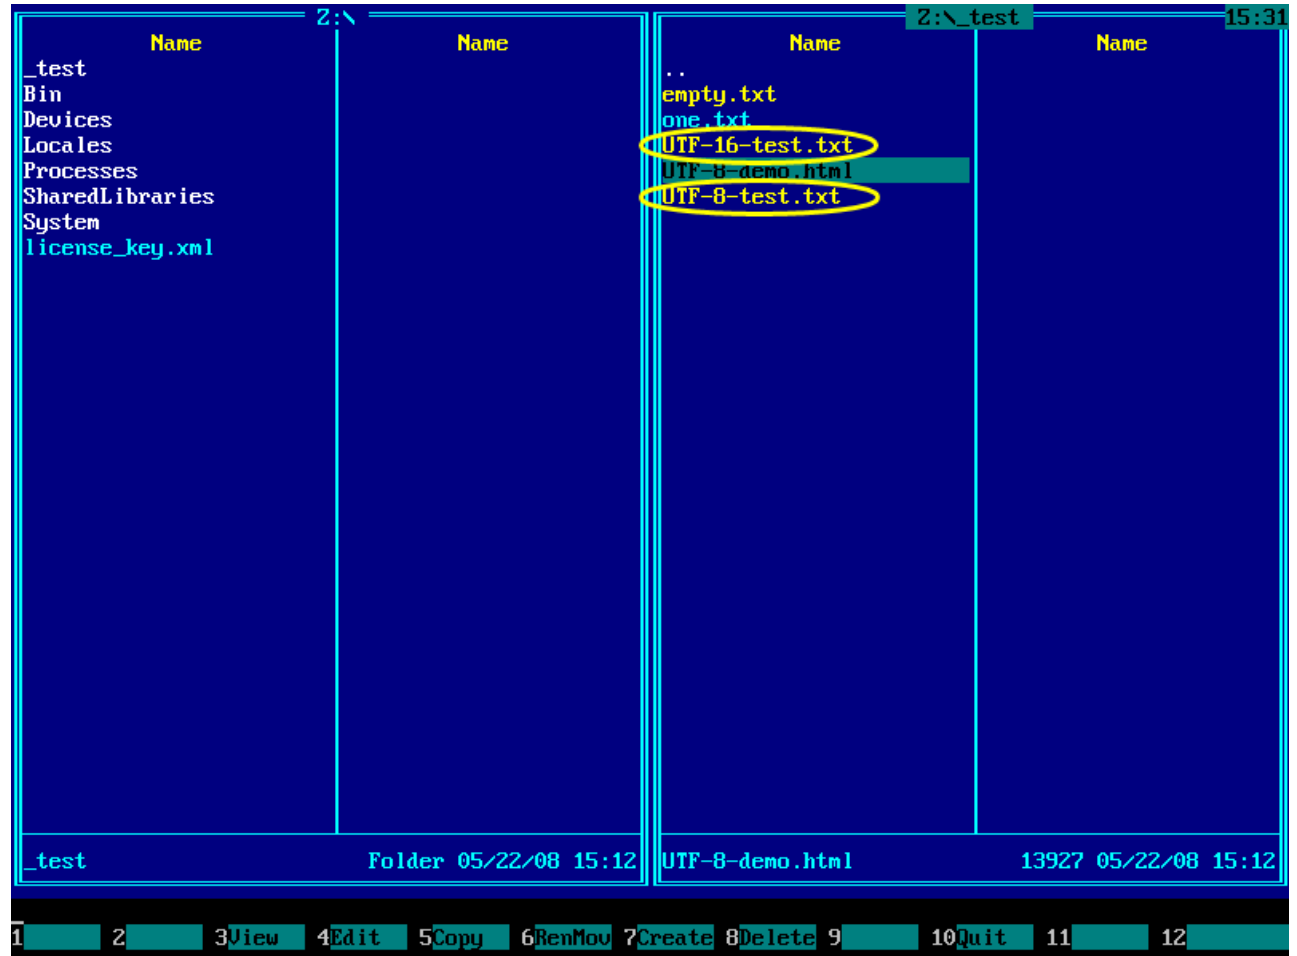 Z:\
Name Name
_test
Bin
Devices
Locales
Processes
SharedLibraries
System
license_key.xml
_test Folder 05/22/08 15:12
Z:\_test 15:31
Name Name
..
empty.txt
one.txt
UTF-16-test.txt
UTF-8-demo.html
UTF-8-test.txt
UTF-8-demo.html 13927 05/22/08 15:12
1 2 3View 4Edit 5Copy 6RenMov 7Create 8Delete 9 10Quit 11 12